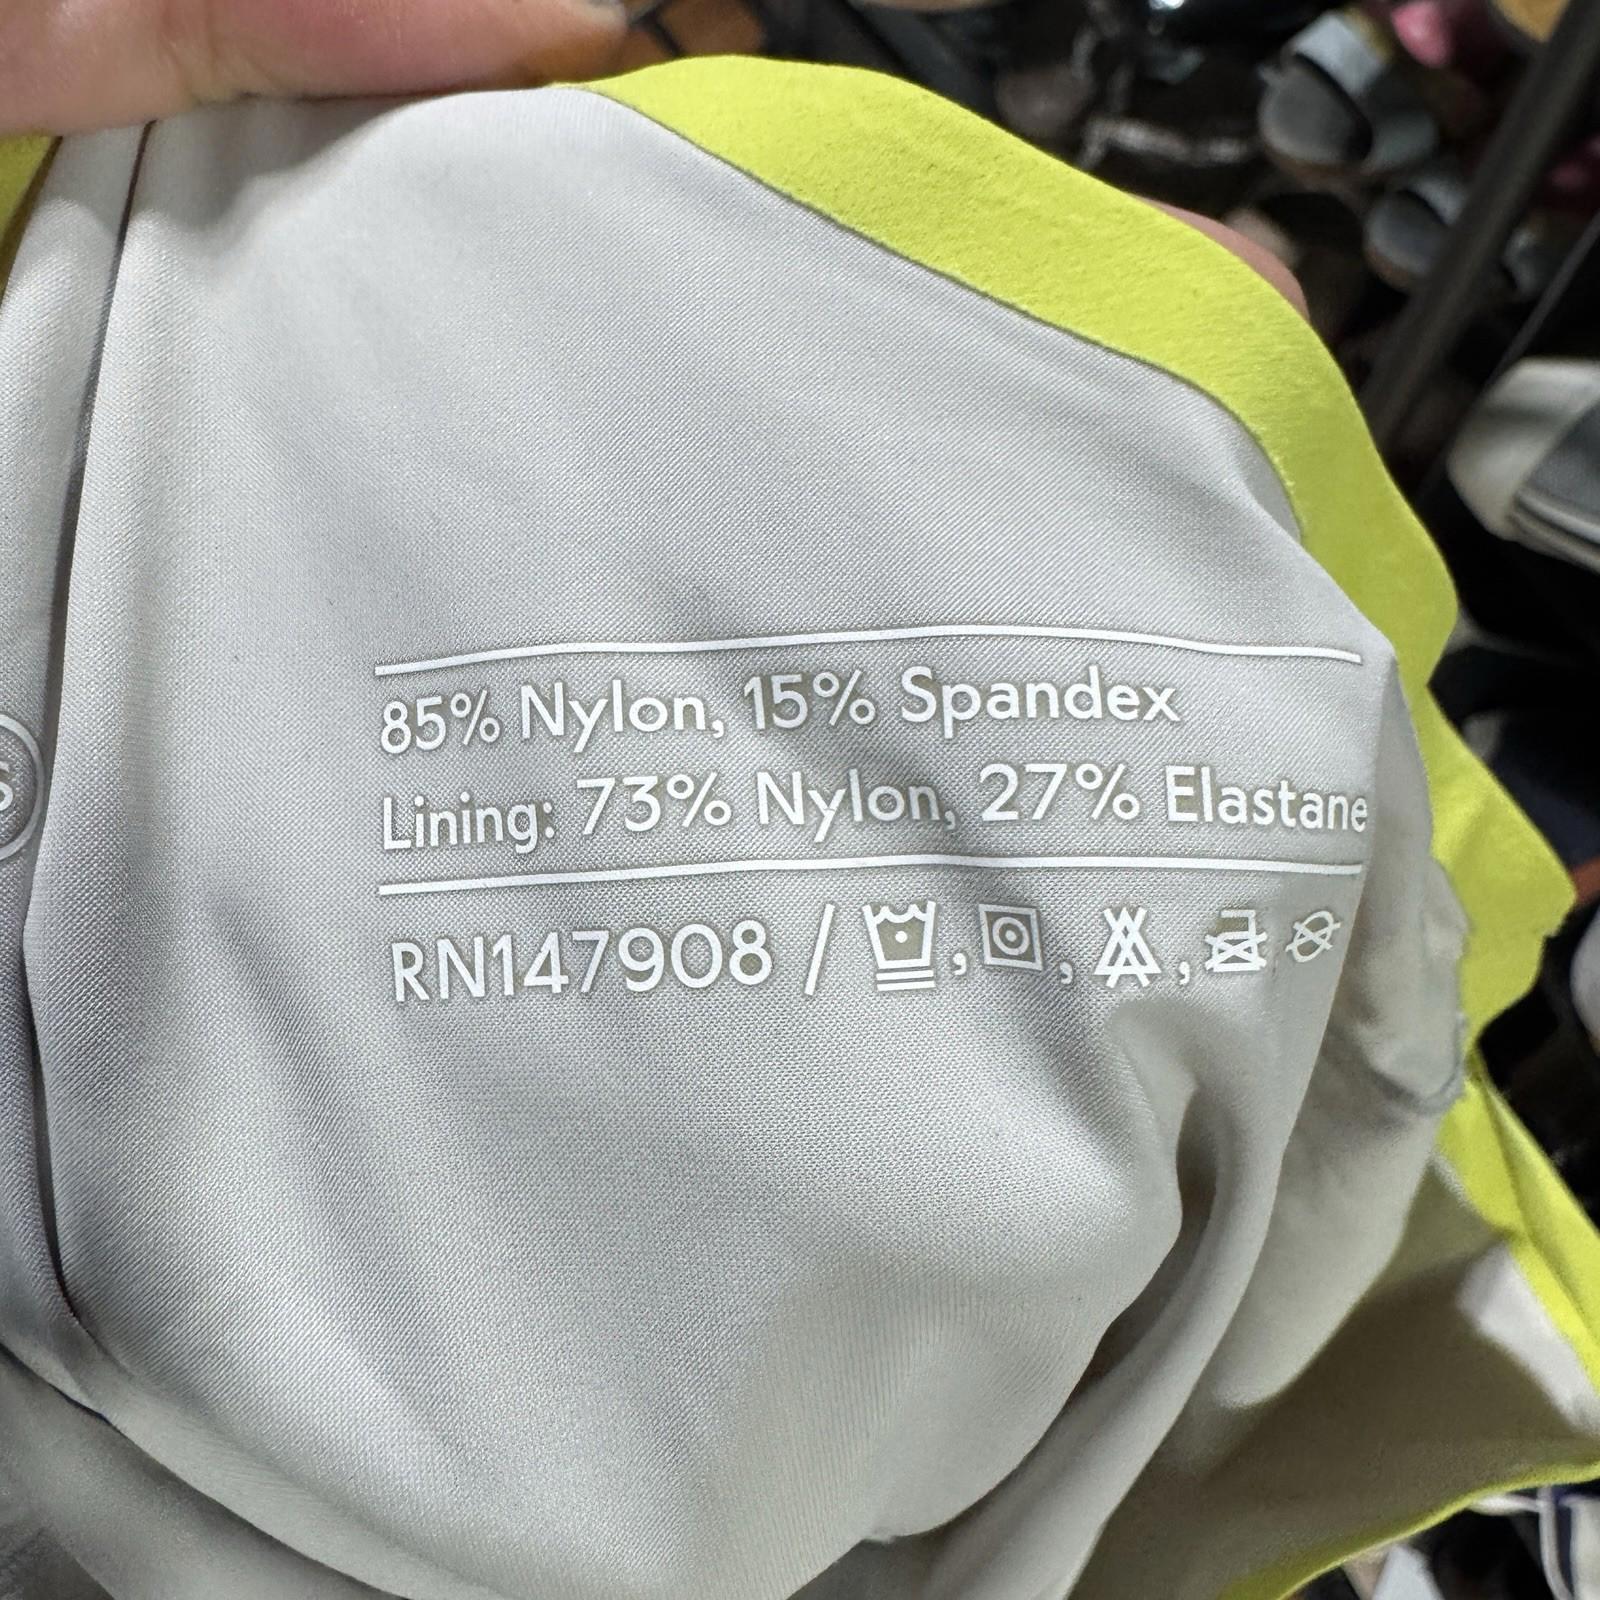 85% Nylon, 15% Spandex
Lining: 73% Nylon, 27% Elastane
RN147908 /
S